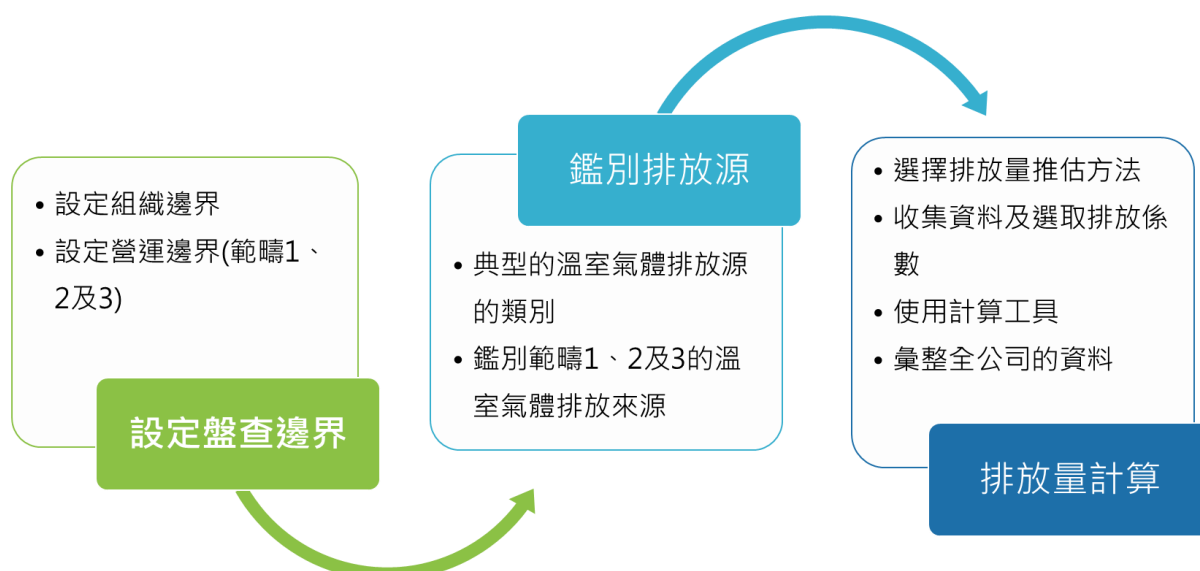 • 設定組織邊界
• 設定營運邊界(範疇1、
2及3)
設定盤查邊界
鑑別排放源
• 典型的溫室氣體排放源
的類別
• 鑑別範疇1、2及3的溫
室氣體排放來源
• 選擇排放量推估方法
• 收集資料及選取排放係
數
• 使用計算工具
• 彙整全公司的資料
排放量計算